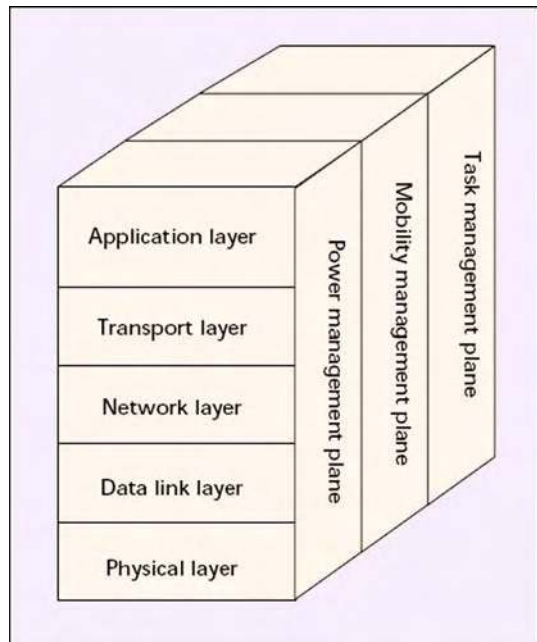 Application layer
Transport layer
Network layer
Data link layer
Physical layer
Power management plane
Mobility management plane
Task management plane